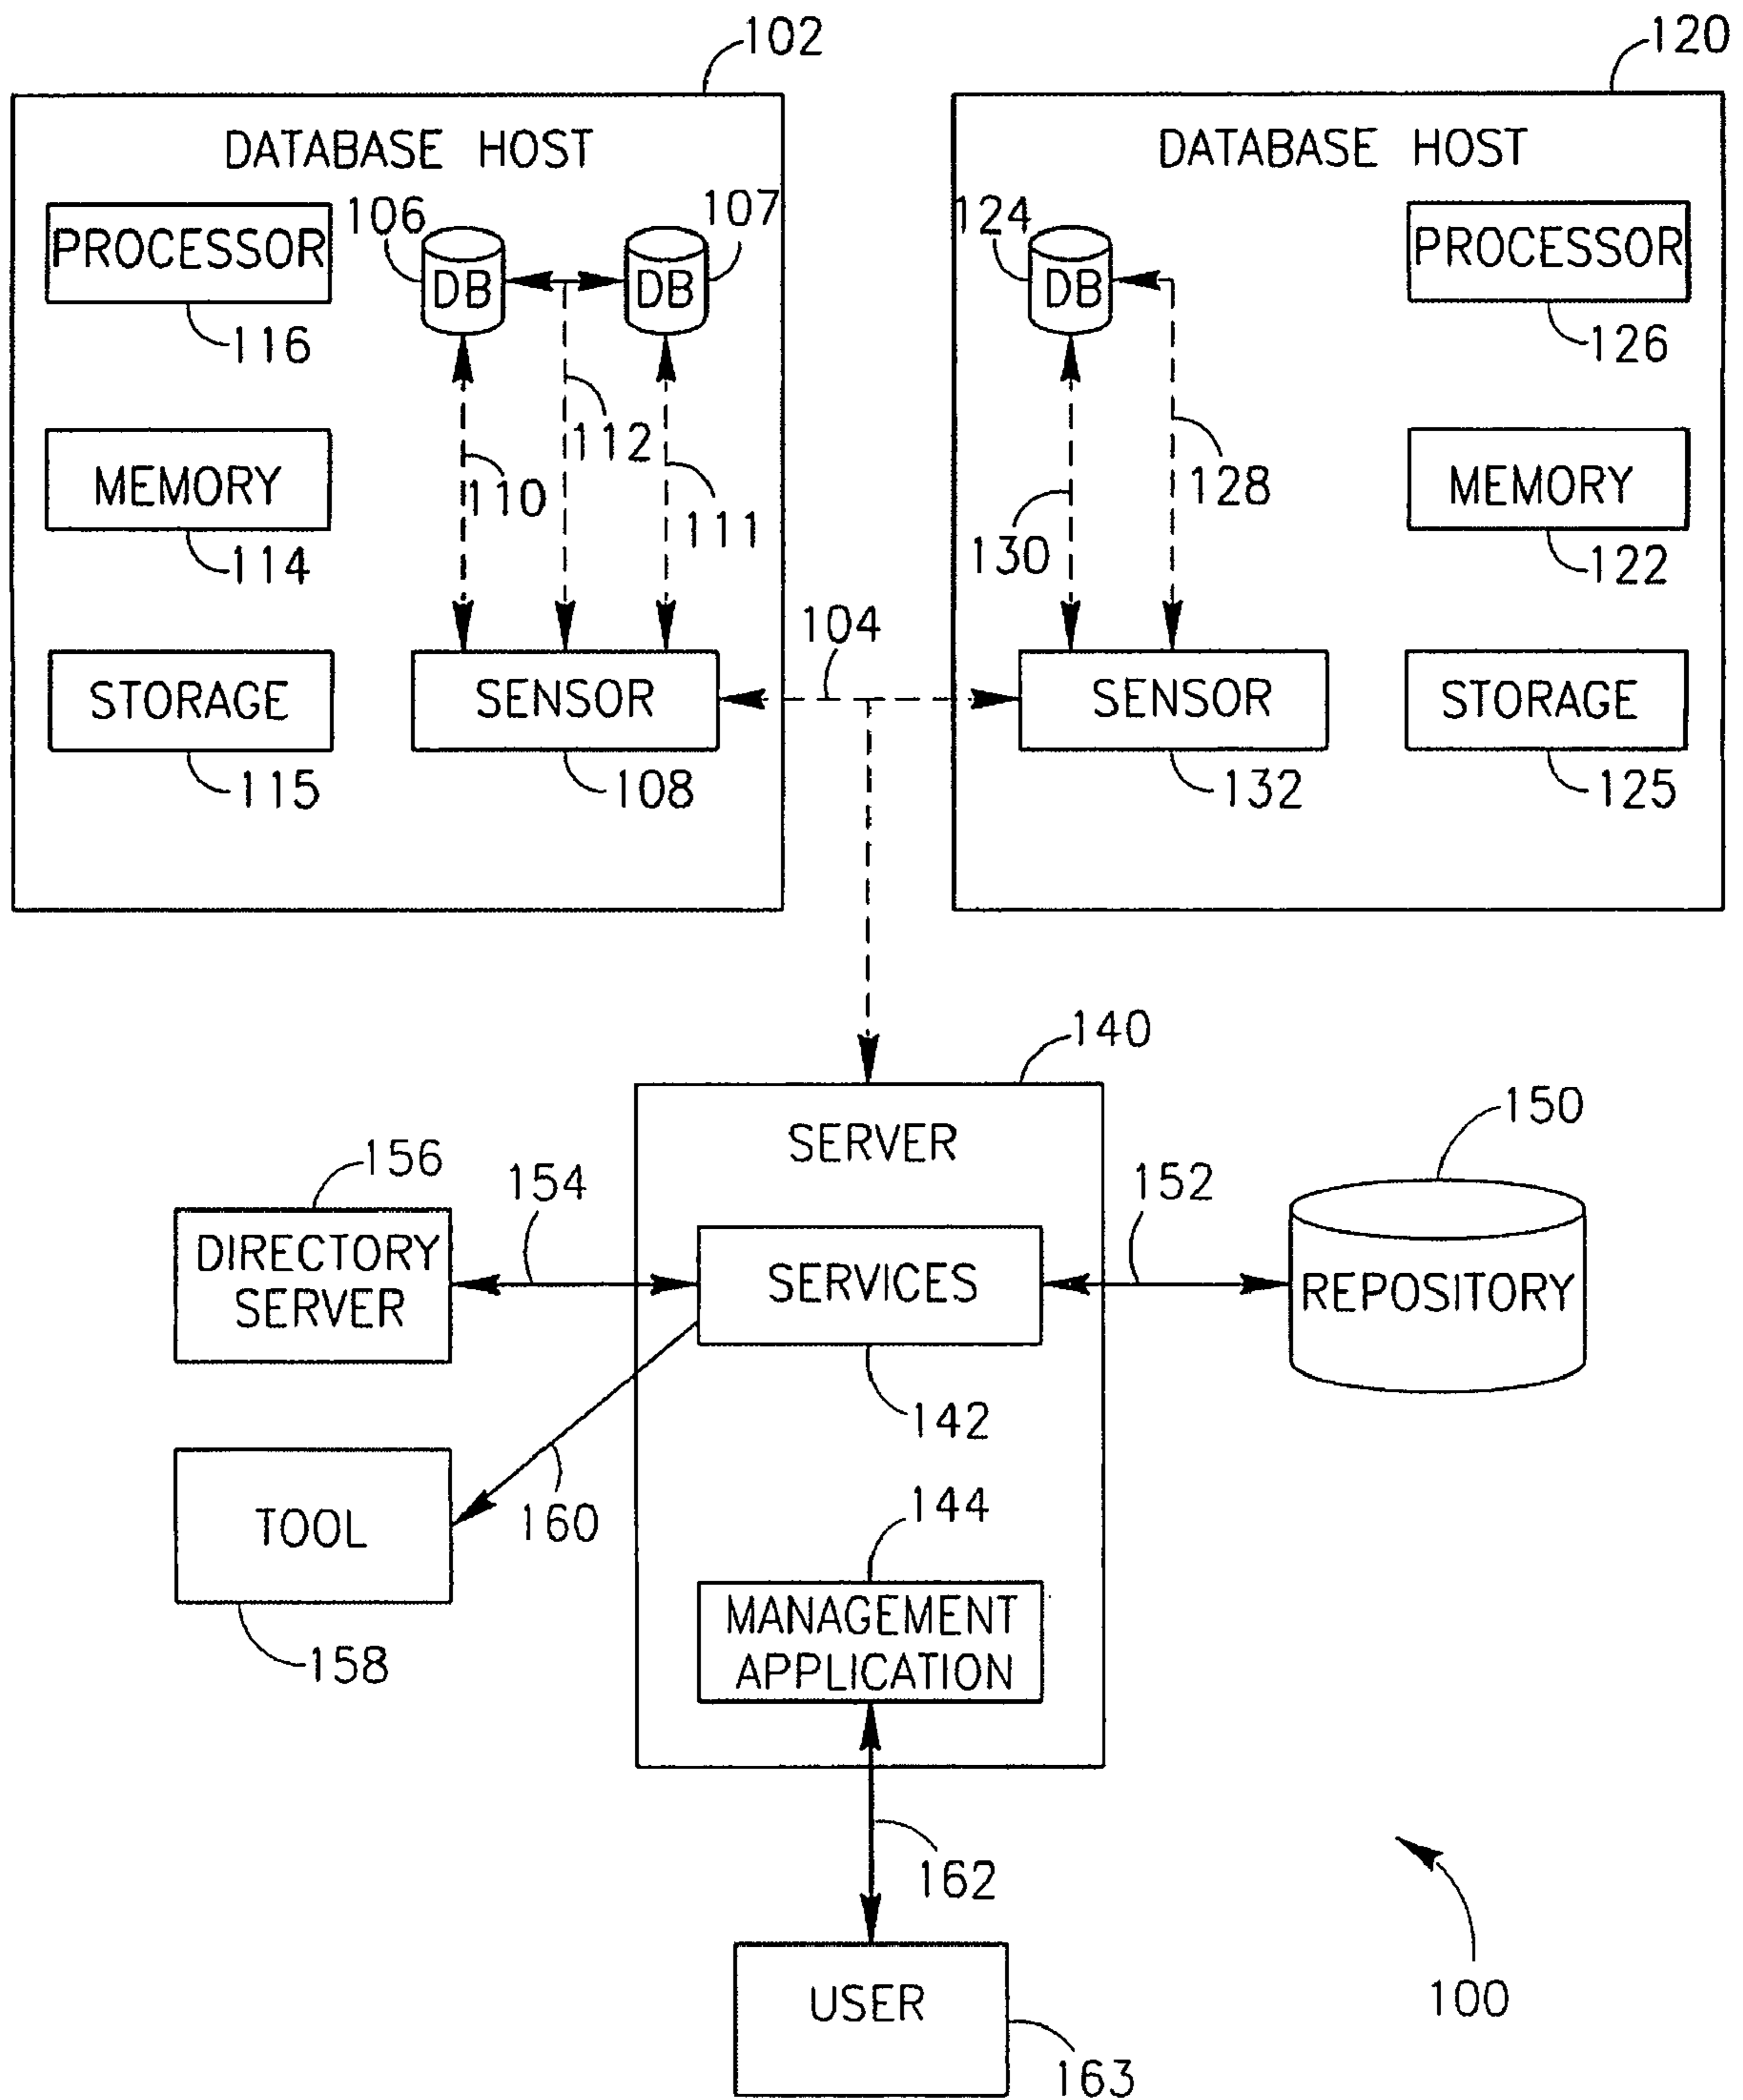 102
120
DATABASE HOST
DATABASE HOST
106
107
124
PROCESSOR
DB
DB
DB
PROCESSOR
116
126
112
128
MEMORY
110
111
130
MEMORY
114
122
104
STORAGE
SENSOR
SENSOR
STORAGE
115
108
132
125
140
SERVER
150
156
154
152
DIRECTORY
SERVER
SERVICES
REPOSITORY
142
TOOL
160
144
158
MANAGEMENT
APPLICATION
162
USER
100
163